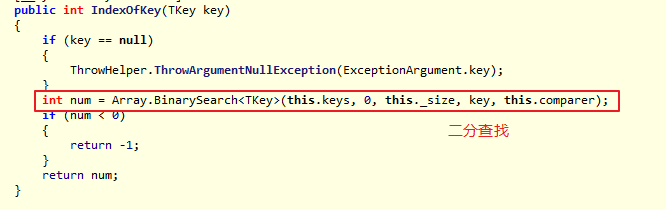 public int IndexOfKey(TKey key)
{
    if (key == null)
    {
        ThrowHelper.ThrowArgumentNullException(ExceptionArgument.key);
    }
    int num = Array.BinarySearch<TKey>(this.keys, 0, this._size, key, this.comparer);
    if (num < 0)
    {
        return -1;
    }
    return num;
}
二分查找